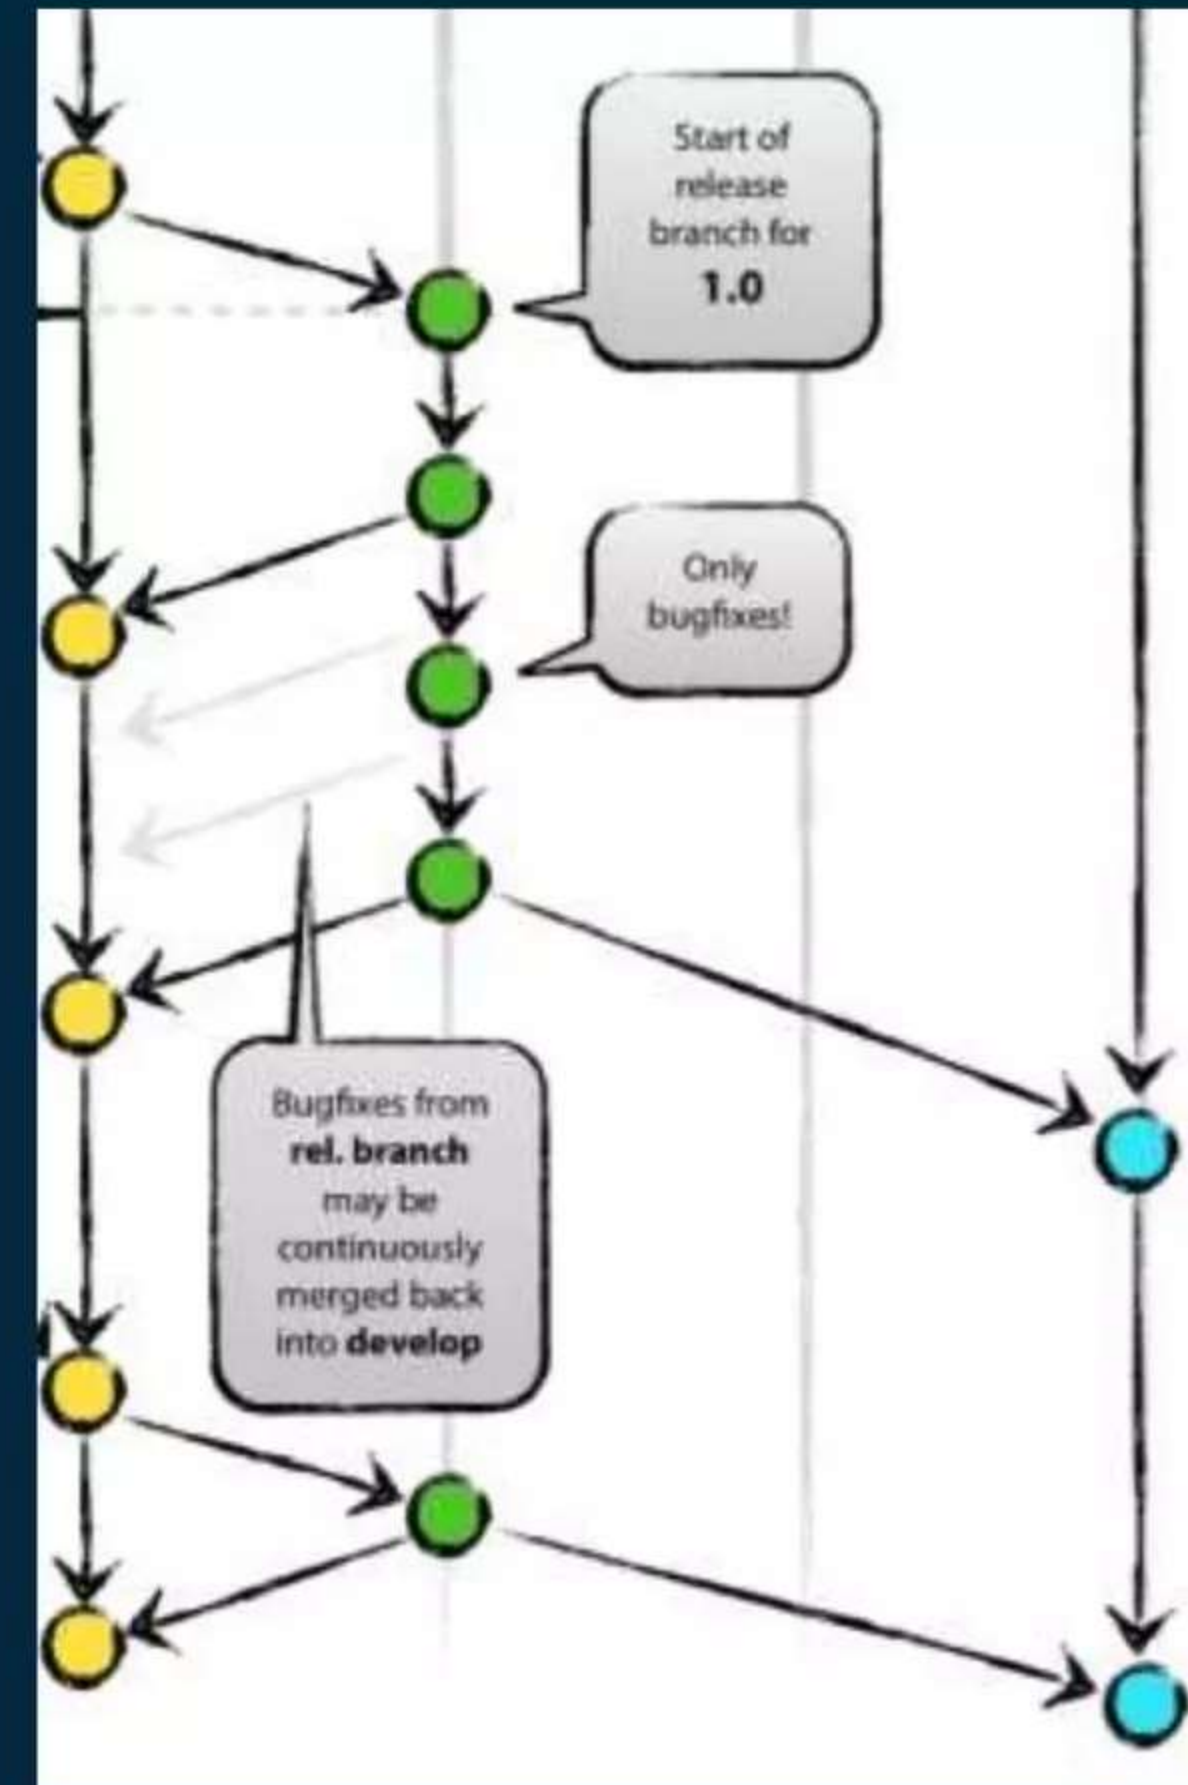 Start of
release
branch for
1.0
Only
bugfixes!
Bugfixes from
rel. branch
may be
continuously
merged back
into develop